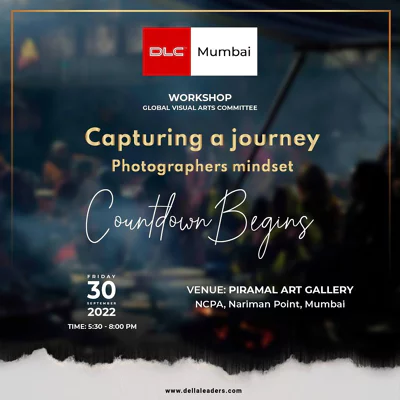 DLC Mumbai
WORKSHOP
GLOBAL VISUAL ARTS COMMITTEE
Capturing a journey
Photographers mindset
Countdown Begins
FRIDAY
30
SEPTEMBER
2022
TIME: 5:30 - 8:00 PM
VENUE: PIRAMAL ART GALLERY
NCPA, Nariman Point, Mumbai
www.dellaleaders.com